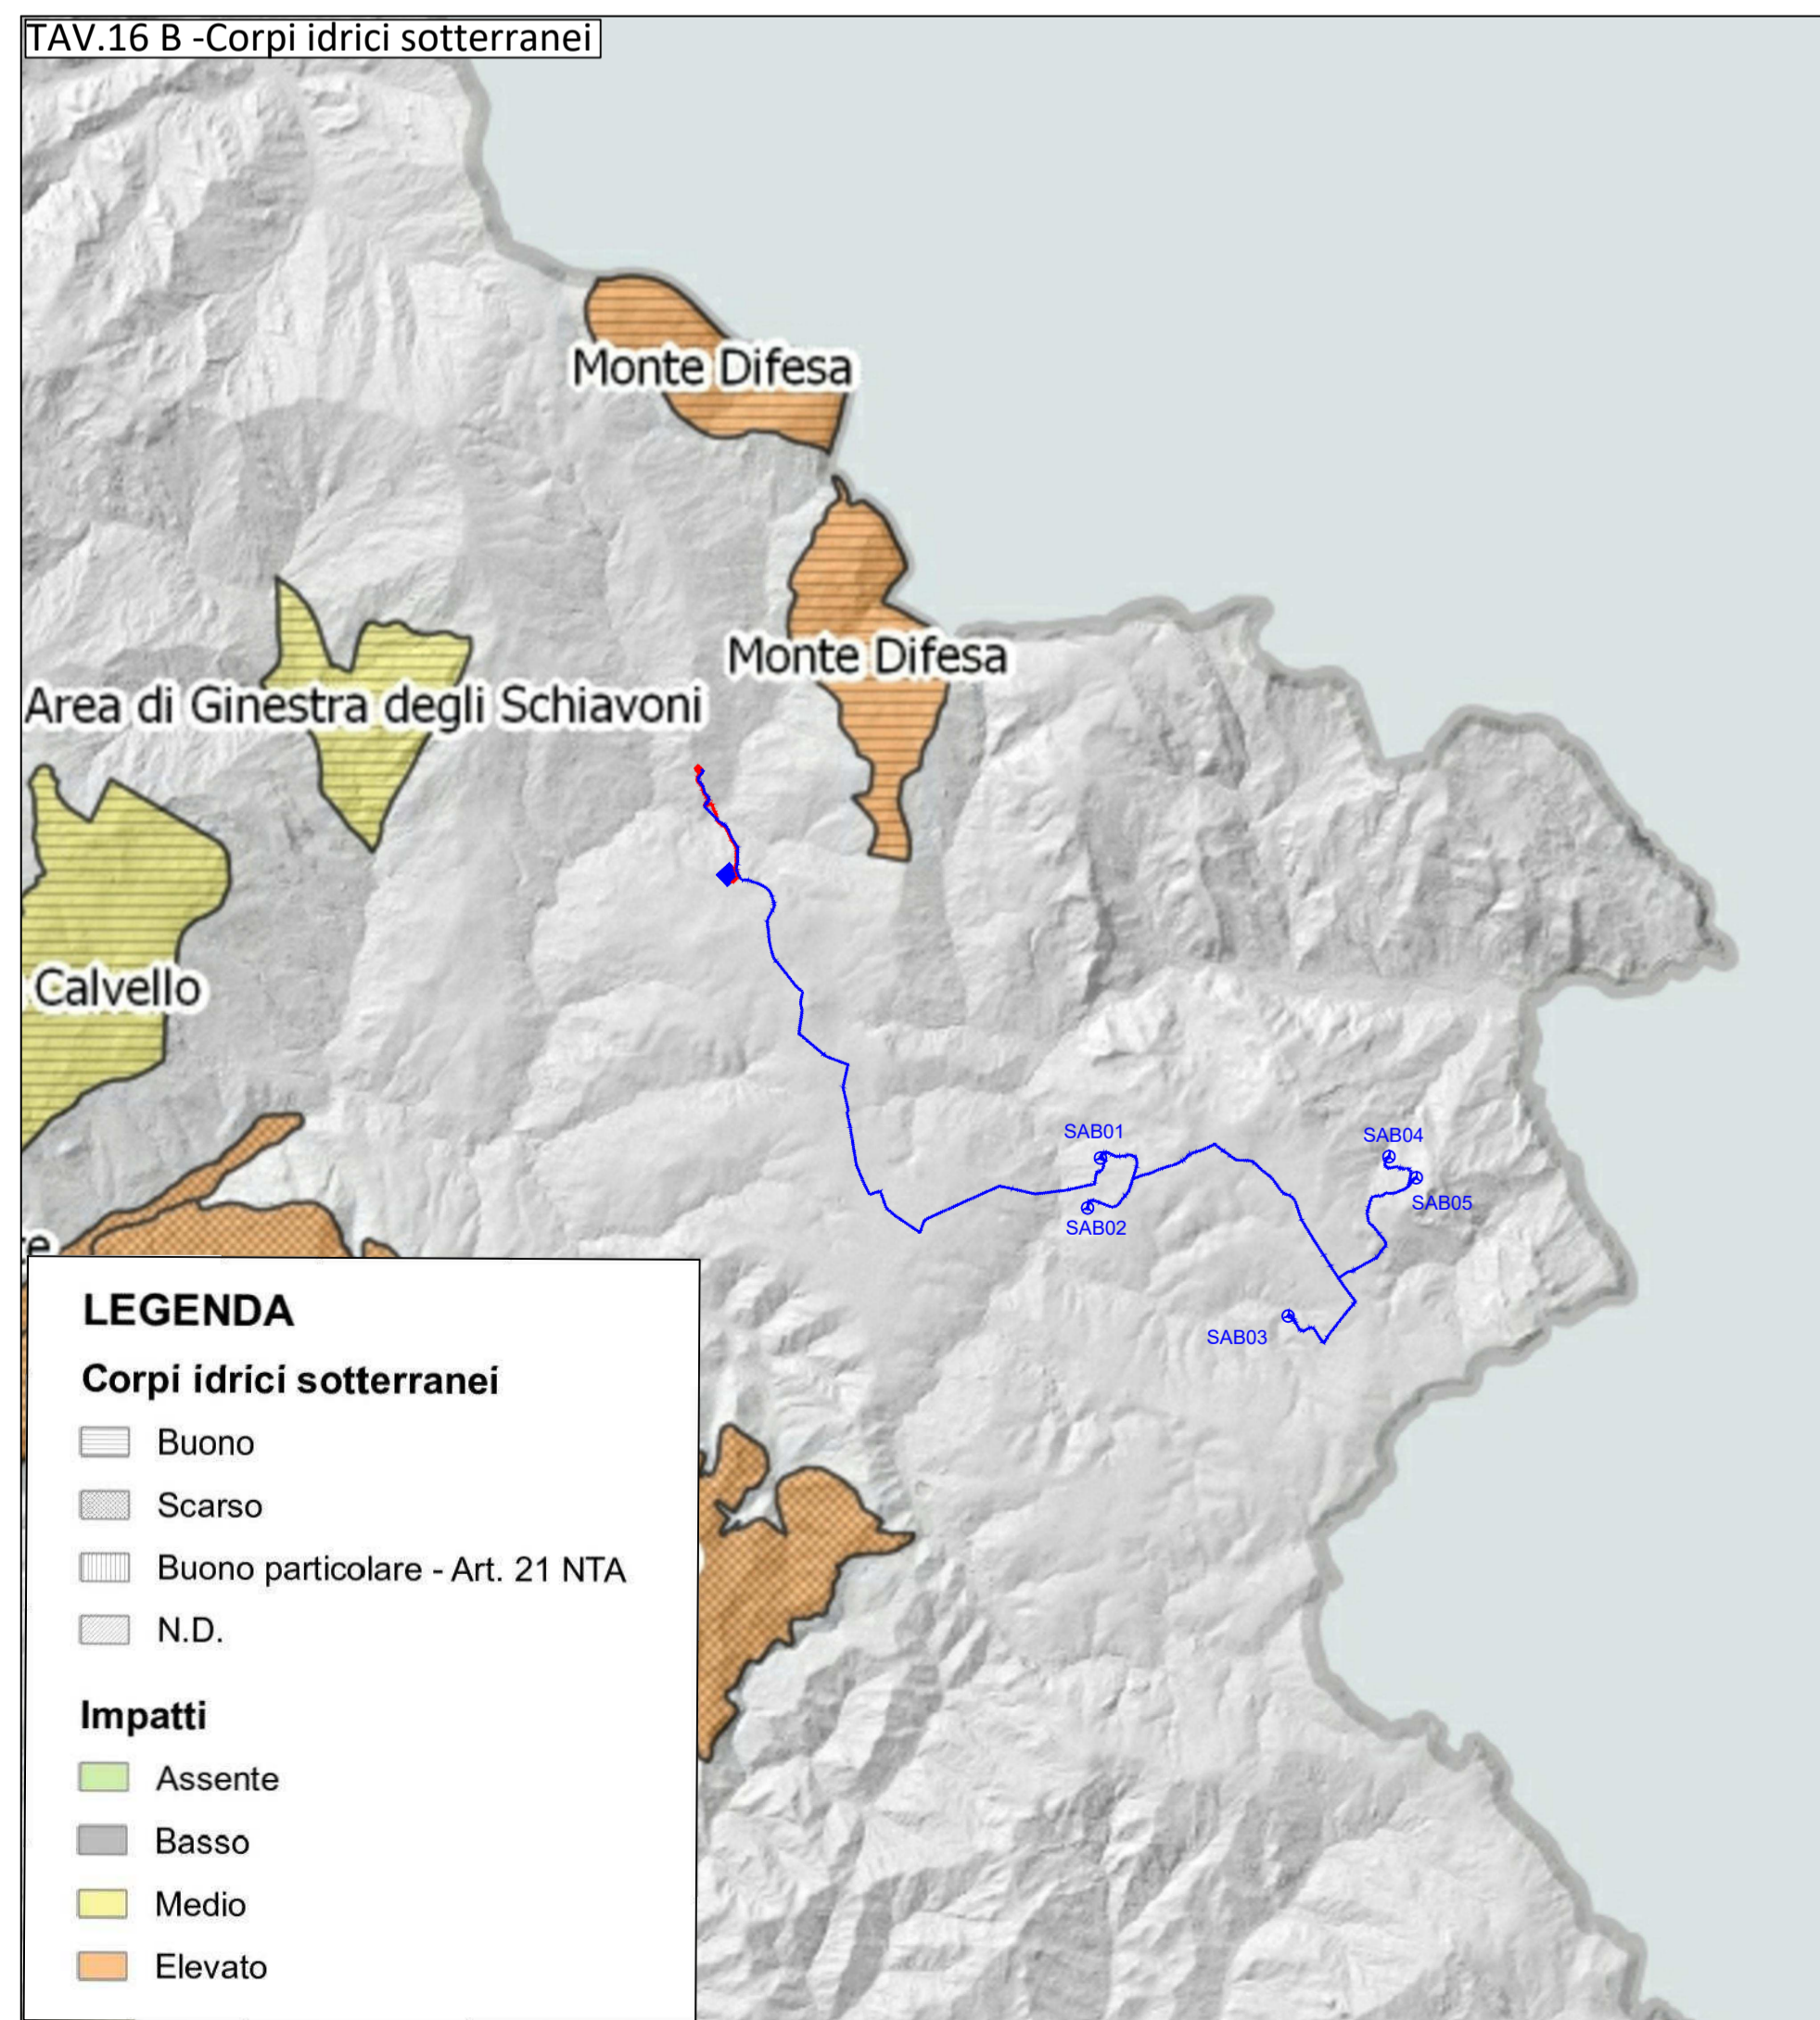 TAV.16 B -Corpi idrici sotterranei
Monte Difesa
Monte Difesa
Area di Ginestra degli Schiavoni
Calvello
SAB01
SAB04
SAB05
SAB02
SAB03
re
LEGENDA
Corpi idrici sotterranei
Buono
Scarso
Buono particolare - Art. 21 NTA
N.D.
Impatti
Assente
Basso
Medio
Elevato